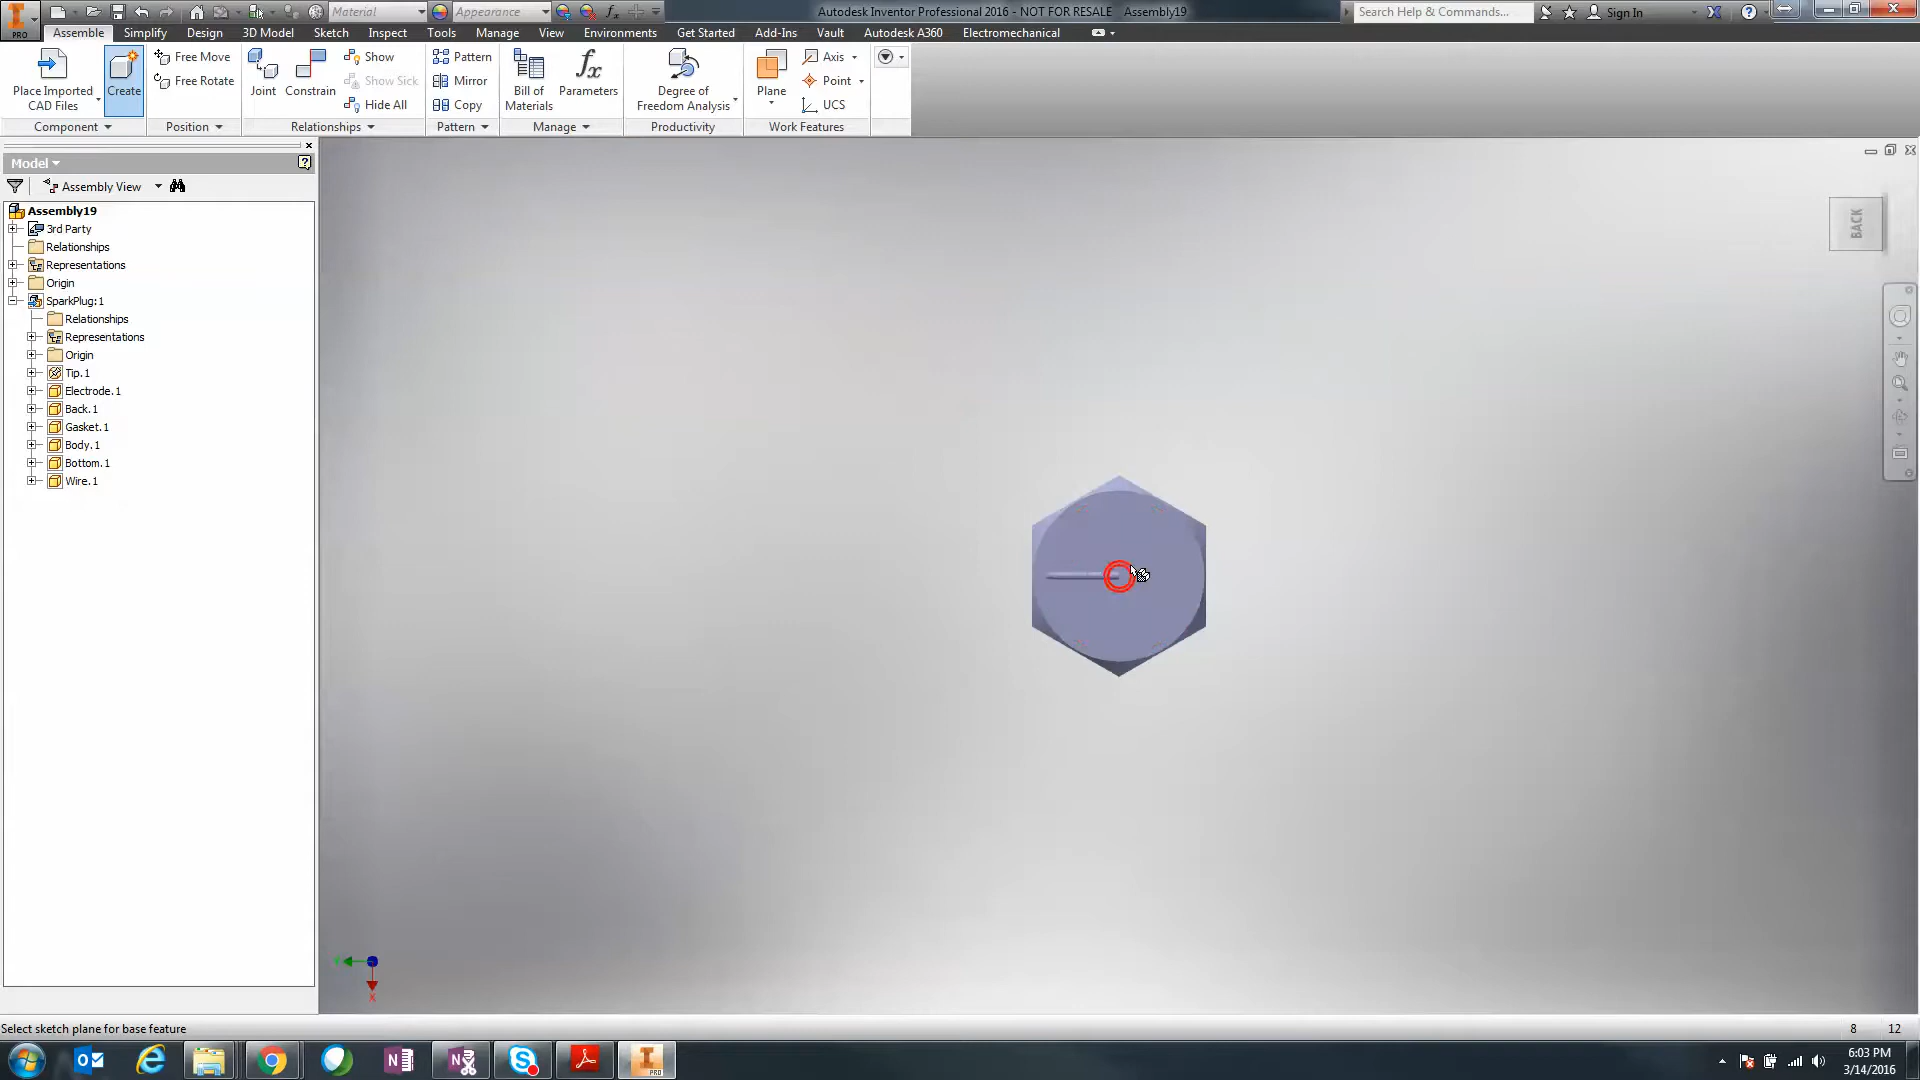 Material
Appearance
Autodesk Inventor Professional 2016 - NOT FOR RESALE Assembly19
Search Help & Commands...
Sign In
PRO
Assemble Simplify Design 3D Model Sketch Inspect Tools Manage View Environments Get Started Add-Ins Vault Autodesk A360 Electromechanical
Place Imported CAD Files
Create
Free Move
Free Rotate
Joint
Constrain
Show
Show Sick
Hide All
Pattern
Mirror
Copy
Bill of Materials
fx
Parameters
Degree of Freedom Analysis
Plane
Axis
Point
UCS
Component
Position
Relationships
Pattern
Manage
Productivity
Work Features
Model
Assembly View
Assembly19
3rd Party
Relationships
Representations
Origin
SparkPlug:1
Relationships
Representations
Origin
Tip.1
Electrode.1
Back.1
Gasket.1
Body.1
Bottom.1
Wire.1
BACK
X
Select sketch plane for base feature
8 12
PRO
6:03 PM
3/14/2016